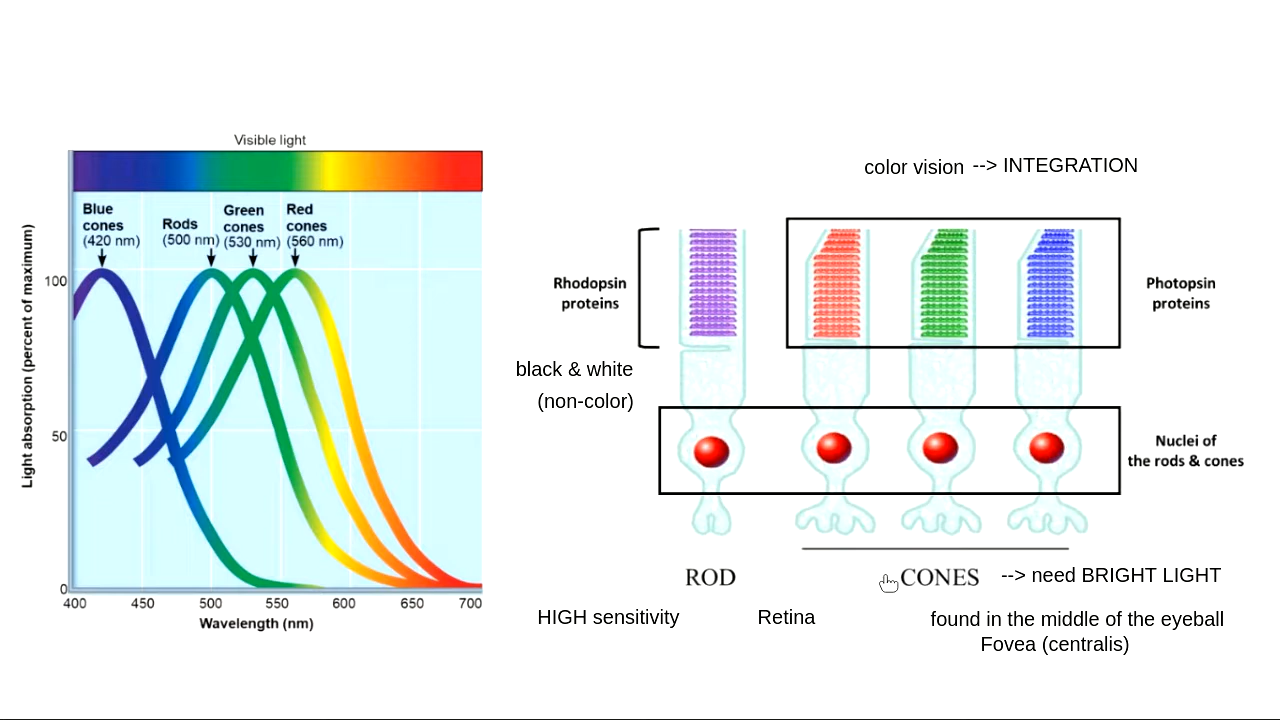 Visible light
Blue
cones
(420 nm)
Rods
(500 nm)
Green
cones
(530 nm)
Red
cones
(560 nm)
Light absorption (percent of maximum)
100
50
0
400 450 500 550 600 650 700
Wavelength (nm)
color vision --> INTEGRATION
Rhodopsin
proteins
Photopsin
proteins
black & white
(non-color)
Nuclei of
the rods & cones
ROD
CONES --> need BRIGHT LIGHT
HIGH sensitivity
Retina
found in the middle of the eyeball
Fovea (centralis)